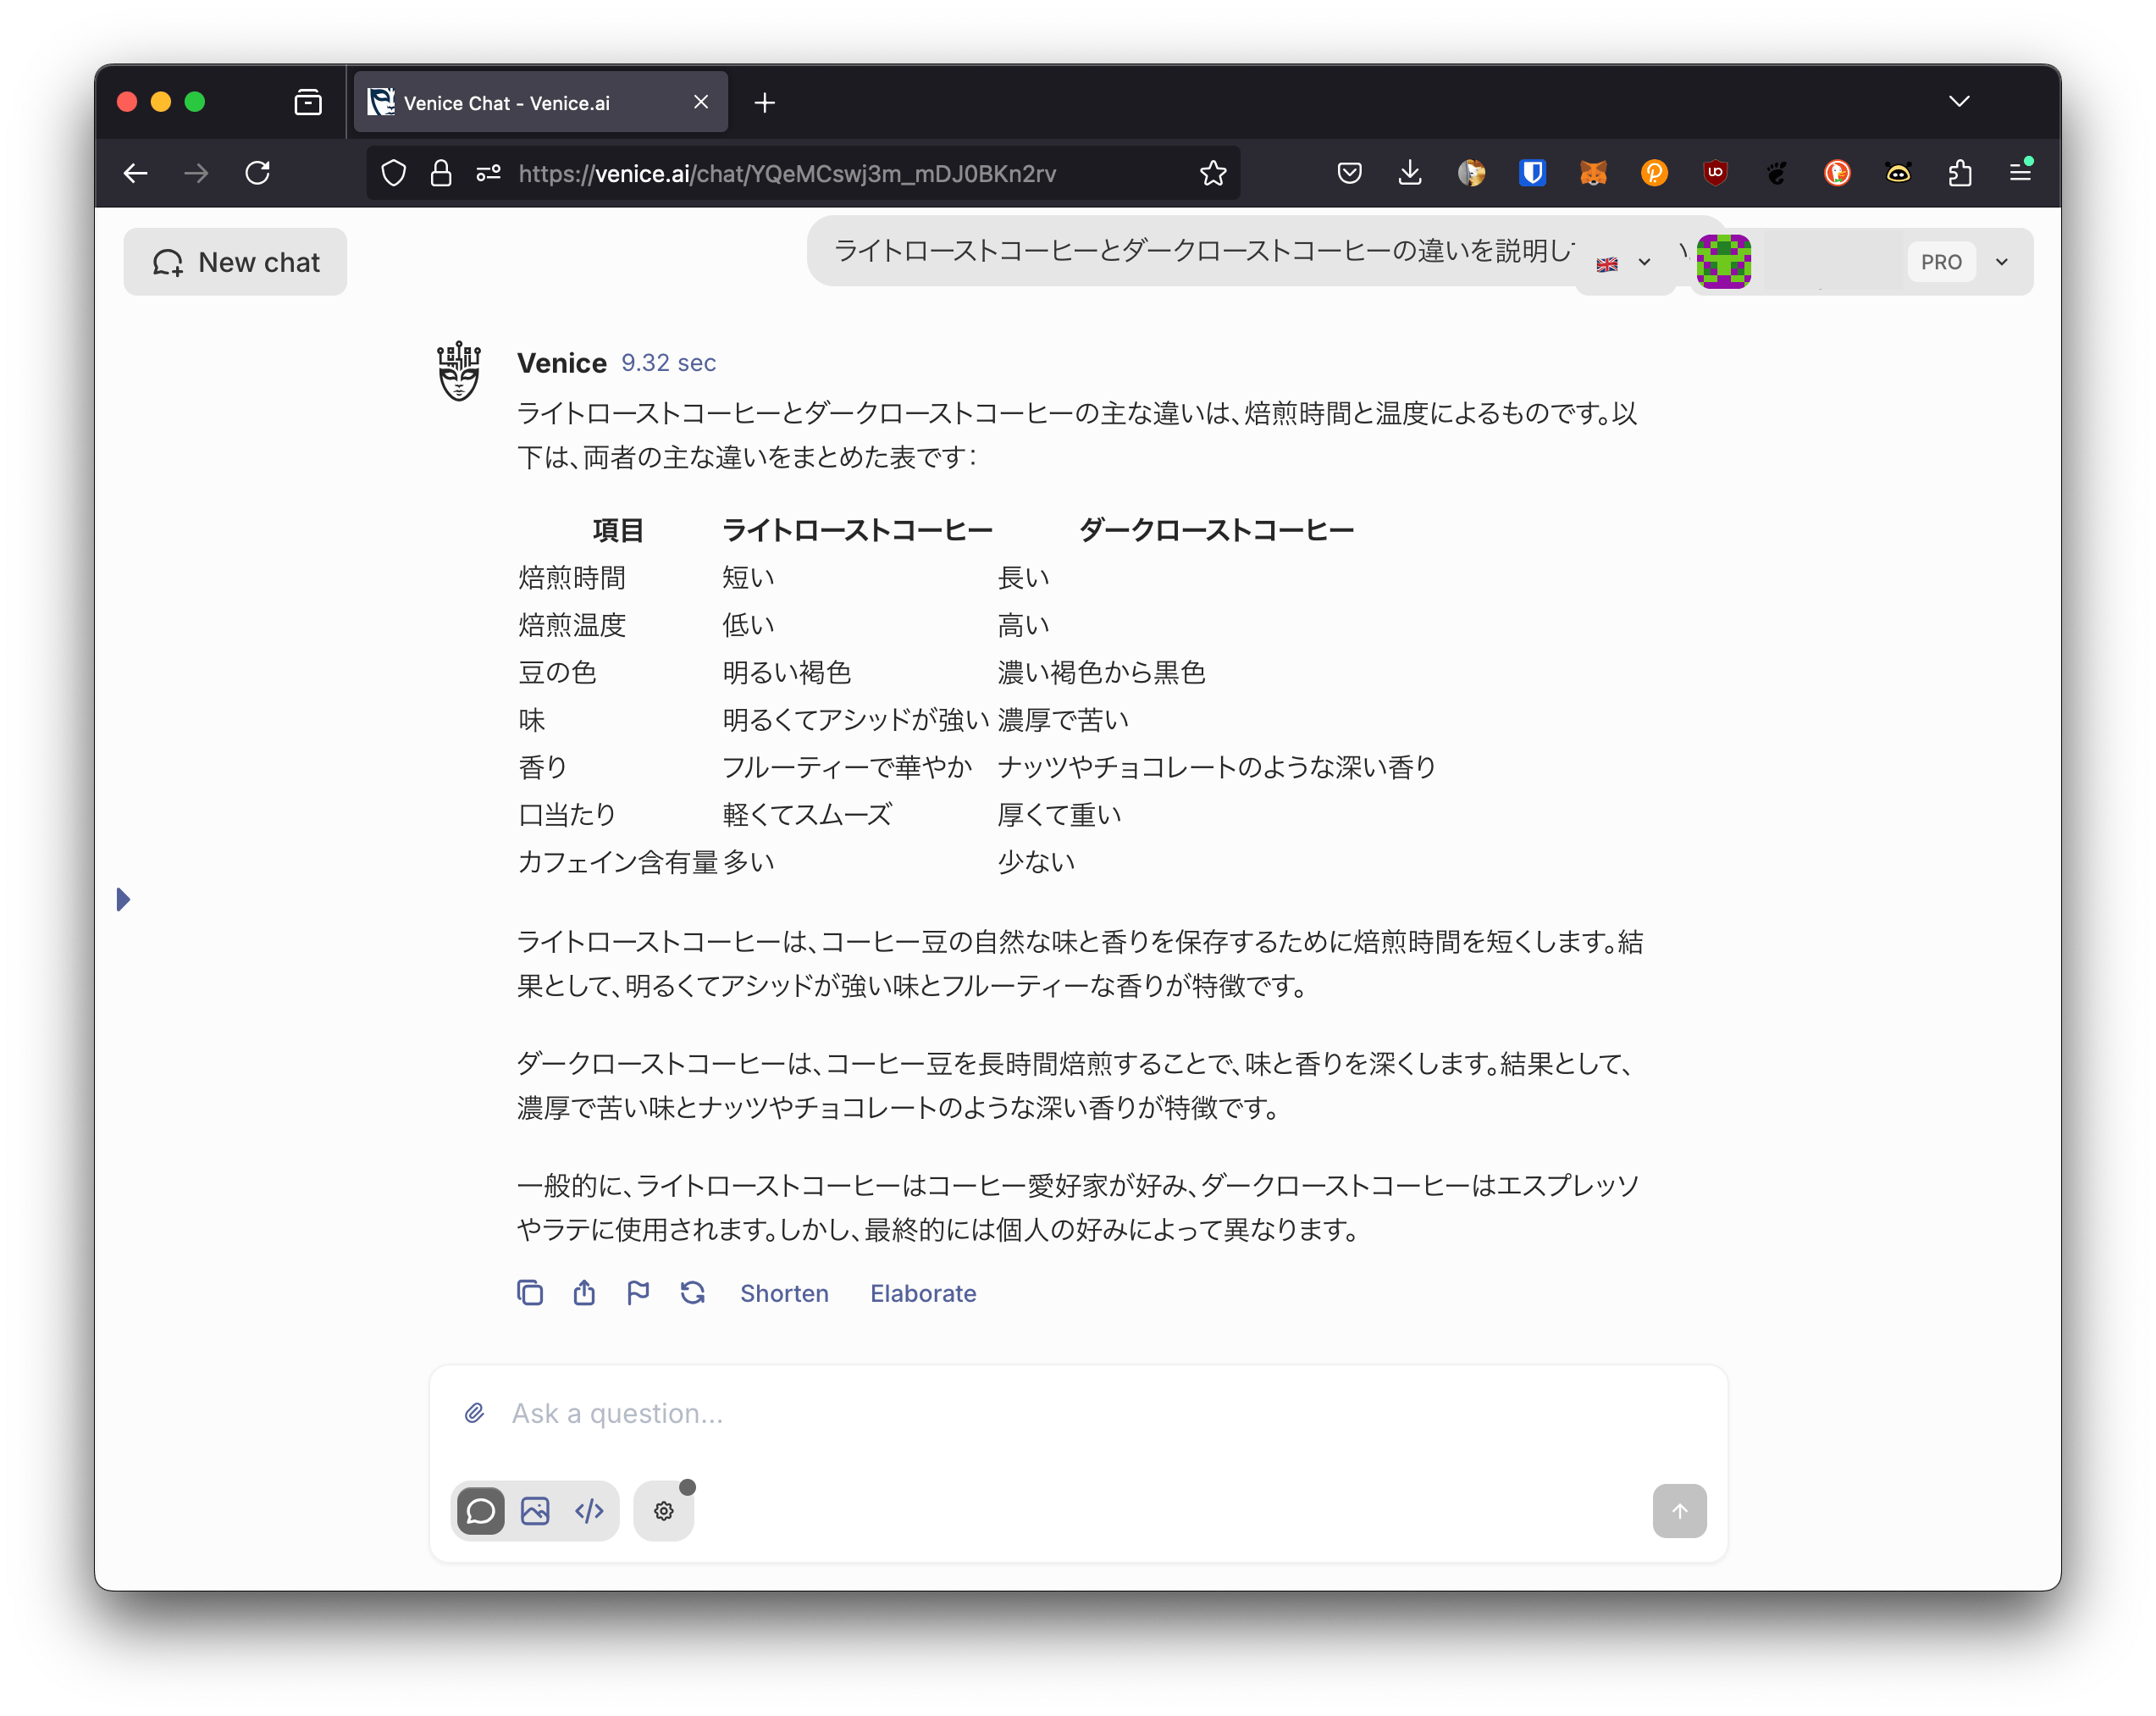 Venice Chat - Venice.ai
https://venice.ai/chat/YQeMCswj3m_mDJ0BKn2rv
New chat
ライトローストコーヒーとダークローストコーヒーの違いを説明し
PRO
Venice 9.32 sec
ライトローストコーヒーとダークローストコーヒーの主な違いは、焙煎時間と温度によるものです。以
下は、両者の主な違いをまとめた表です：
項目 ライトローストコーヒー ダークローストコーヒー
焙煎時間 短い 長い
焙煎温度 低い 高い
豆の色 明るい褐色 濃い褐色から黒色
味 明るくてアシッドが強い 濃厚で苦い
香り フルーティーで華やか ナッツやチョコレートのような深い香り
口当たり 軽くてスムーズ 厚くて重い
カフェイン含有量 多い 少ない
ライトローストコーヒーは、コーヒー豆の自然な味と香りを保存するために焙煎時間を短くします。結
果として、明るくてアシッドが強い味とフルーティーな香りが特徴です。
ダークローストコーヒーは、コーヒー豆を長時間焙煎することで、味と香りを深くします。結果として、
濃厚で苦い味とナッツやチョコレートのような深い香りが特徴です。
一般的に、ライトローストコーヒーはコーヒー愛好家が好み、ダークローストコーヒーはエスプレッソ
やラテに使用されます。しかし、最終的には個人の好みによって異なります。
Shorten Elaborate
Ask a question...